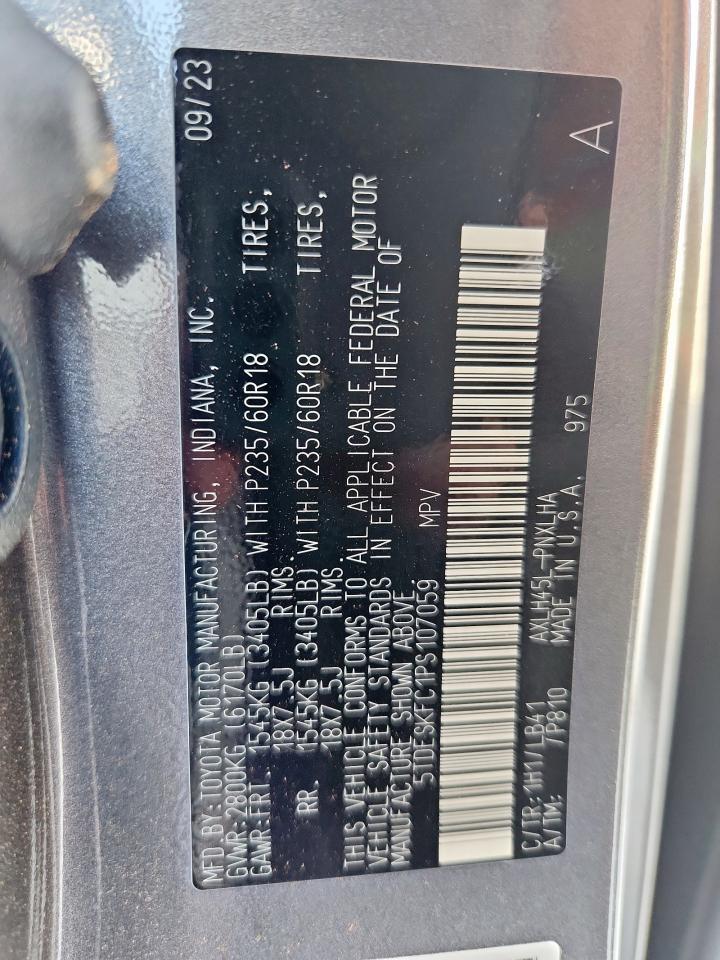 MFD.BY:TOYOTA MOTOR MANUFACTURING, INDIANA, INC. 09/23
GVWR:2800KG (6170LB)
GAWR:FRT. 1545KG (3405LB) WITH P235/60R18 TIRES,
18X7.5J RIMS.
RR. 1545KG (3405LB) WITH P235/60R18 TIRES,
18X7.5J RIMS.
THIS VEHICLE CONFORMS TO ALL APPLICABLE FEDERAL MOTOR
VEHICLE SAFETY STANDARDS IN EFFECT ON THE DATE OF
MANUFACTURE SHOWN ABOVE.
5TDESKFC1PS107059 MPV
C/TR:1H1/LB41 AXLH45L-PNXLHA
A/TM: /P810 MADE IN U.S.A. 975 A